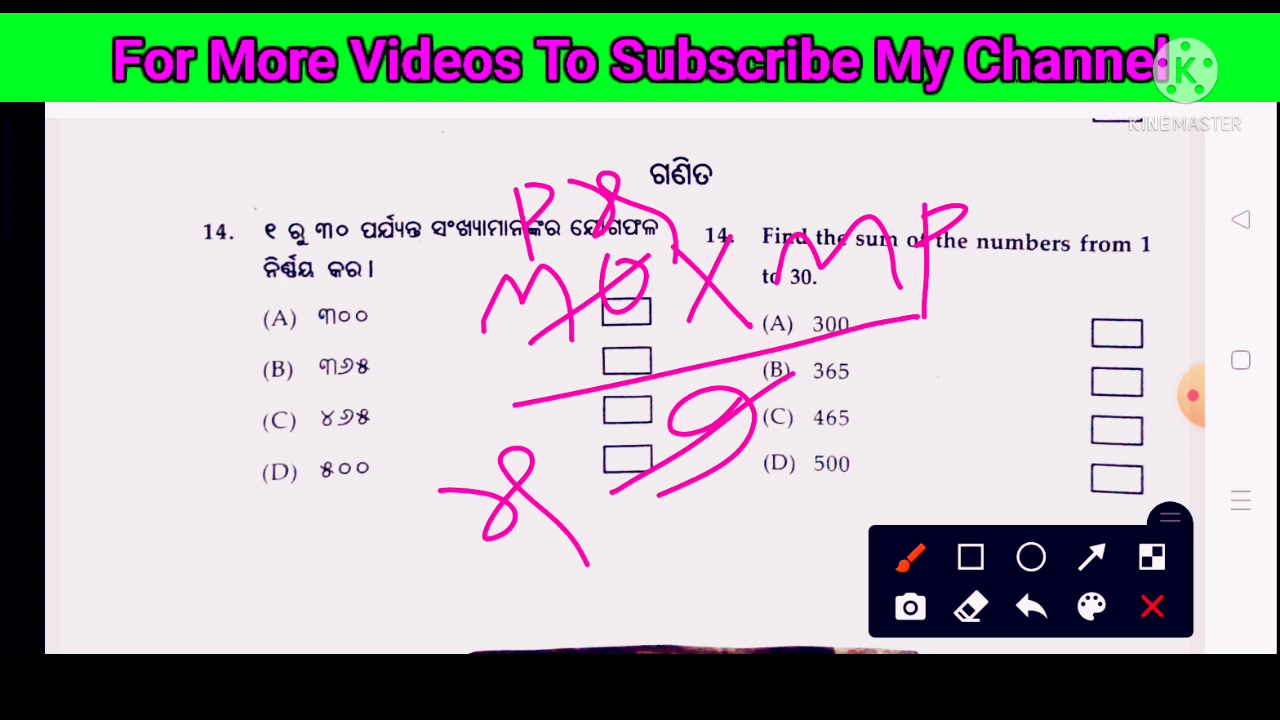 For More Videos To Subscribe My Channel
K
KINEMASTER
ଗଣିତ
14. ୧ ରୁ ୩୦ ପର୍ଯ୍ୟନ୍ତ ସଂଖ୍ୟାମାନଙ୍କର ଯୋଗଫଳ
ନିର୍ଣ୍ଣୟ କର।
(A) ୩୦୦
(B) ୩୬୫
(C) ୪୬୫
(D) ୫୦୦
14. Find the sum of the numbers from 1
to 30.
(A) 300
(B) 365
(C) 465
(D) 500